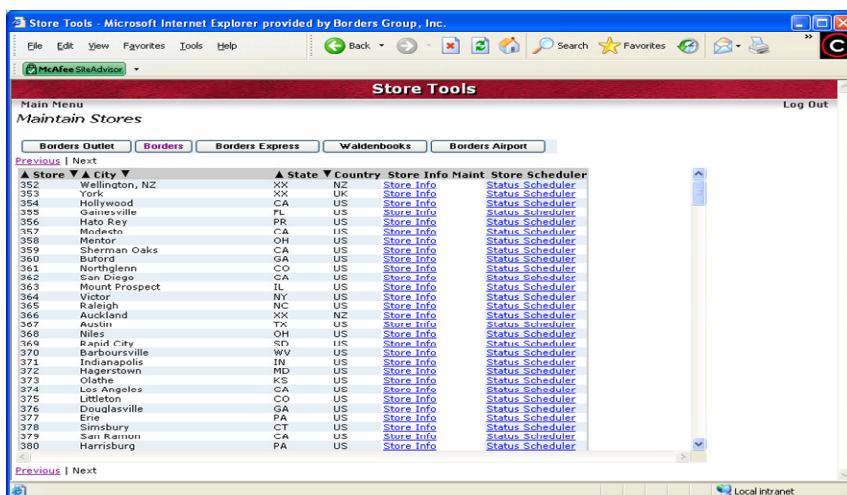 Store Tools - Microsoft Internet Explorer provided by Borders Group, Inc.
File Edit View Favorites Tools Help Back Search Favorites »
McAfee SiteAdvisor
Store Tools
Main Menu Log Out
Maintain Stores
Borders Outlet Borders Borders Express Waldenbooks Borders Airport
Previous | Next
▲ Store ▼ ▲ City ▼ ▲ State ▼ Country Store Info Maint Store Scheduler
352 Wellington, NZ XX NZ Store Info Status Scheduler
353 York XX UK Store Info Status Scheduler
354 Hollywood CA US Store Info Status Scheduler
355 Gainesville FL US Store Info Status Scheduler
356 Hato Rey PR US Store Info Status Scheduler
357 Modesto CA US Store Info Status Scheduler
358 Mentor OH US Store Info Status Scheduler
359 Sherman Oaks CA US Store Info Status Scheduler
360 Buford GA US Store Info Status Scheduler
361 Northglenn CO US Store Info Status Scheduler
362 San Diego CA US Store Info Status Scheduler
363 Mount Prospect IL US Store Info Status Scheduler
364 Victor NY US Store Info Status Scheduler
365 Raleigh NC US Store Info Status Scheduler
366 Auckland XX NZ Store Info Status Scheduler
367 Austin TX US Store Info Status Scheduler
368 Niles OH US Store Info Status Scheduler
369 Rapid City SD US Store Info Status Scheduler
370 Barboursville WV US Store Info Status Scheduler
371 Indianapolis IN US Store Info Status Scheduler
372 Hagerstown MD US Store Info Status Scheduler
373 Olathe KS US Store Info Status Scheduler
374 Los Angeles CA US Store Info Status Scheduler
375 Littleton CO US Store Info Status Scheduler
376 Douglasville GA US Store Info Status Scheduler
377 Erie PA US Store Info Status Scheduler
378 Simsbury CT US Store Info Status Scheduler
379 San Ramon CA US Store Info Status Scheduler
380 Harrisburg PA US Store Info Status Scheduler
Previous | Next
Local intranet